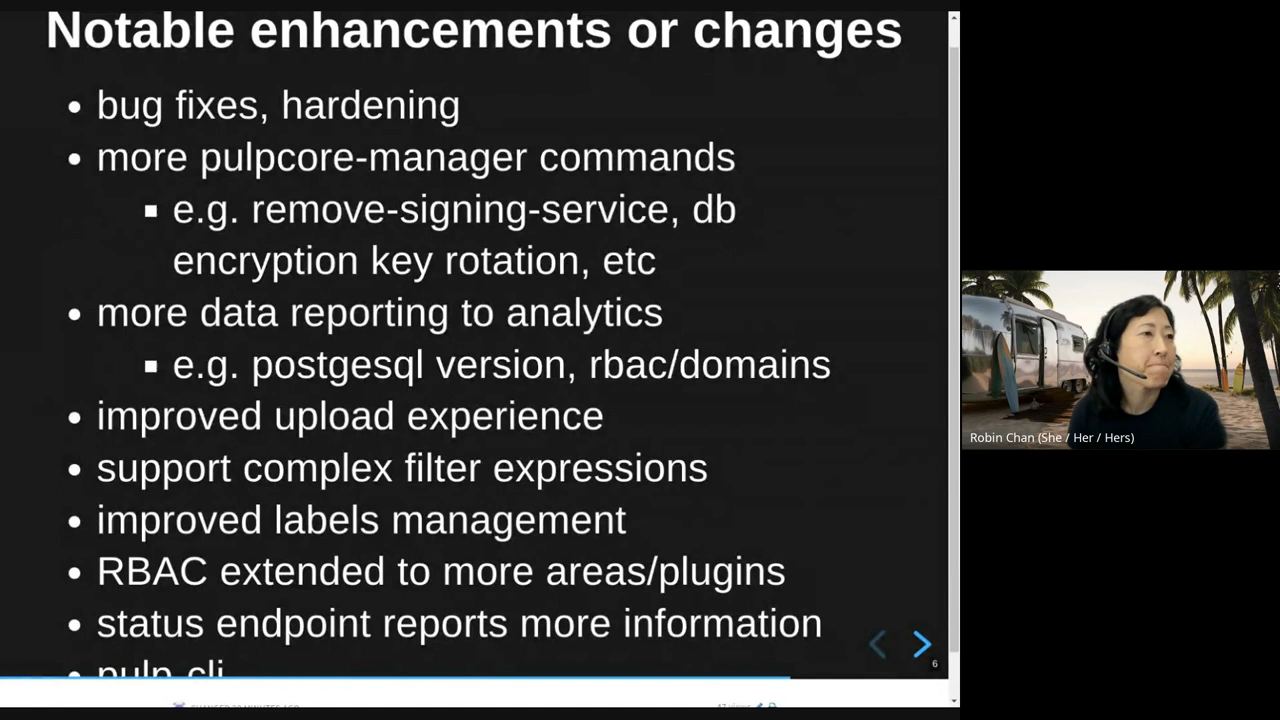 Notable enhancements or changes
bug fixes, hardening
more pulpcore-manager commands
e.g. remove-signing-service, db
encryption key rotation, etc
more data reporting to analytics
e.g. postgesql version, rbac/domains
improved upload experience
support complex filter expressions
improved labels management
RBAC extended to more areas/plugins
status endpoint reports more information
pulp cli
6
Robin Chan (She / Her / Hers)